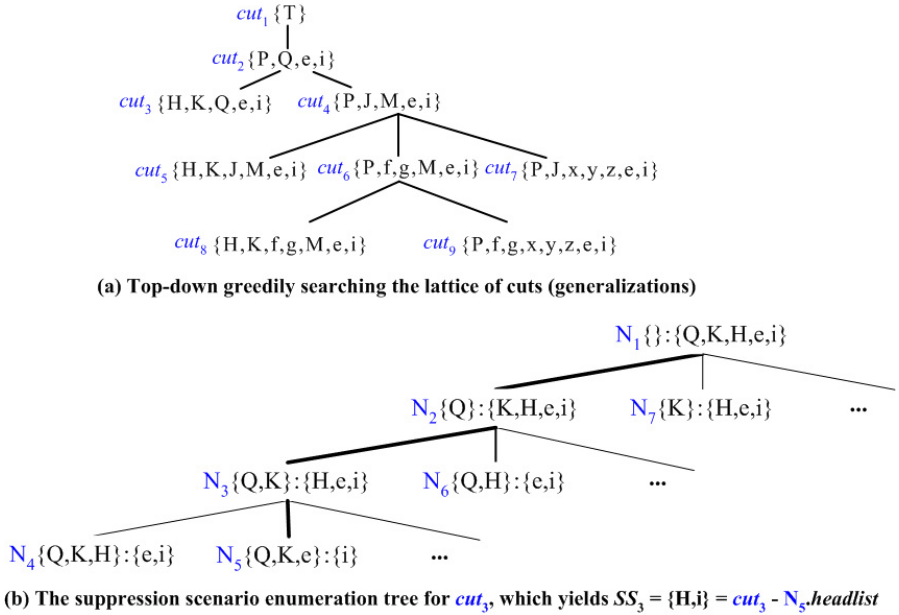 cut₁ {T}
cut₂ {P,Q,e,i}
cut₃ {H,K,Q,e,i} cut₄ {P,J,M,e,i}
cut₅ {H,K,J,M,e,i} cut₆ {P,f,g,M,e,i} cut₇ {P,J,x,y,z,e,i}
cut₈ {H,K,f,g,M,e,i} cut₉ {P,f,g,x,y,z,e,i}
(a) Top-down greedily searching the lattice of cuts (generalizations)
N₁{}:{Q,K,H,e,i}
N₂{Q}:{K,H,e,i} N₇{K}:{H,e,i} ...
N₃{Q,K}:{H,e,i} N₆{Q,H}:{e,i} ...
N₄{Q,K,H}:{e,i} N₅{Q,K,e}:{i} ...
(b) The suppression scenario enumeration tree for cut₃, which yields SS₃ = {H,i} = cut₃ - N₅.headlist